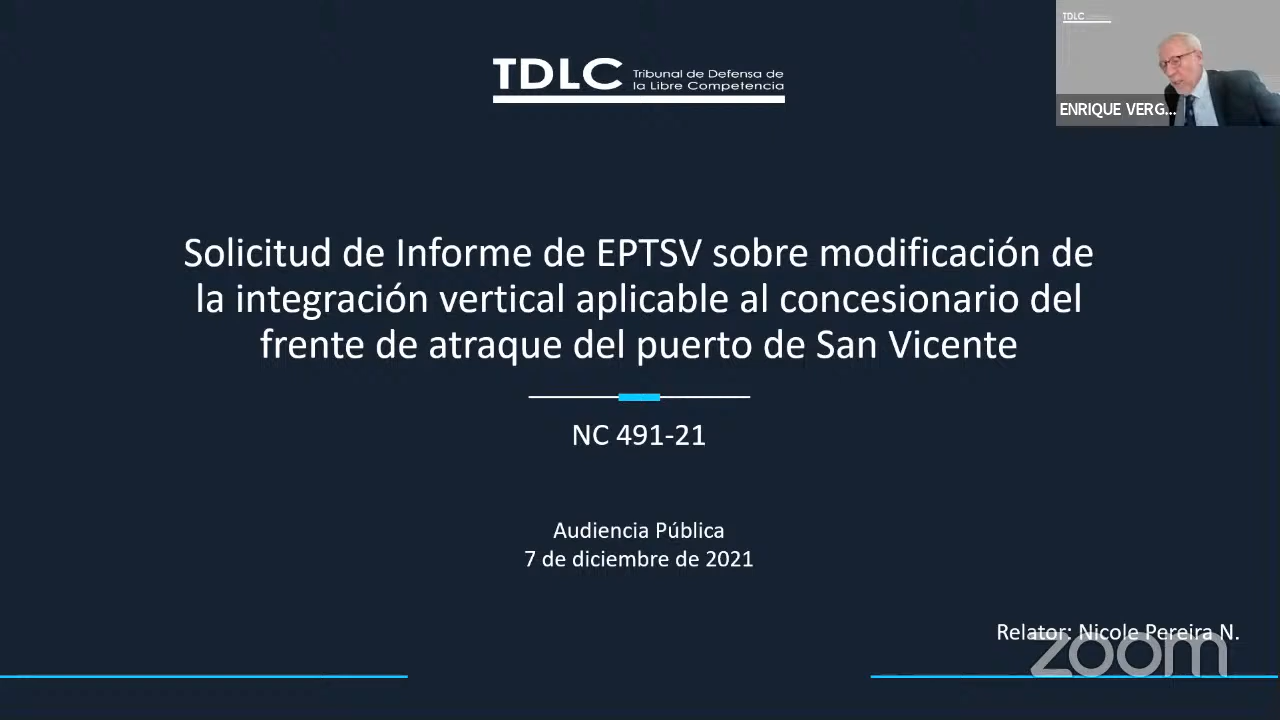 TDLC
ENRIQUE VERG...
TDLC Tribunal de Defensa de
la Libre Competencia
Solicitud de Informe de EPTSV sobre modificación de
la integración vertical aplicable al concesionario del
frente de atraque del puerto de San Vicente
NC 491-21
Audiencia Pública
7 de diciembre de 2021
Relator: Nicole Pereira N.
zoom